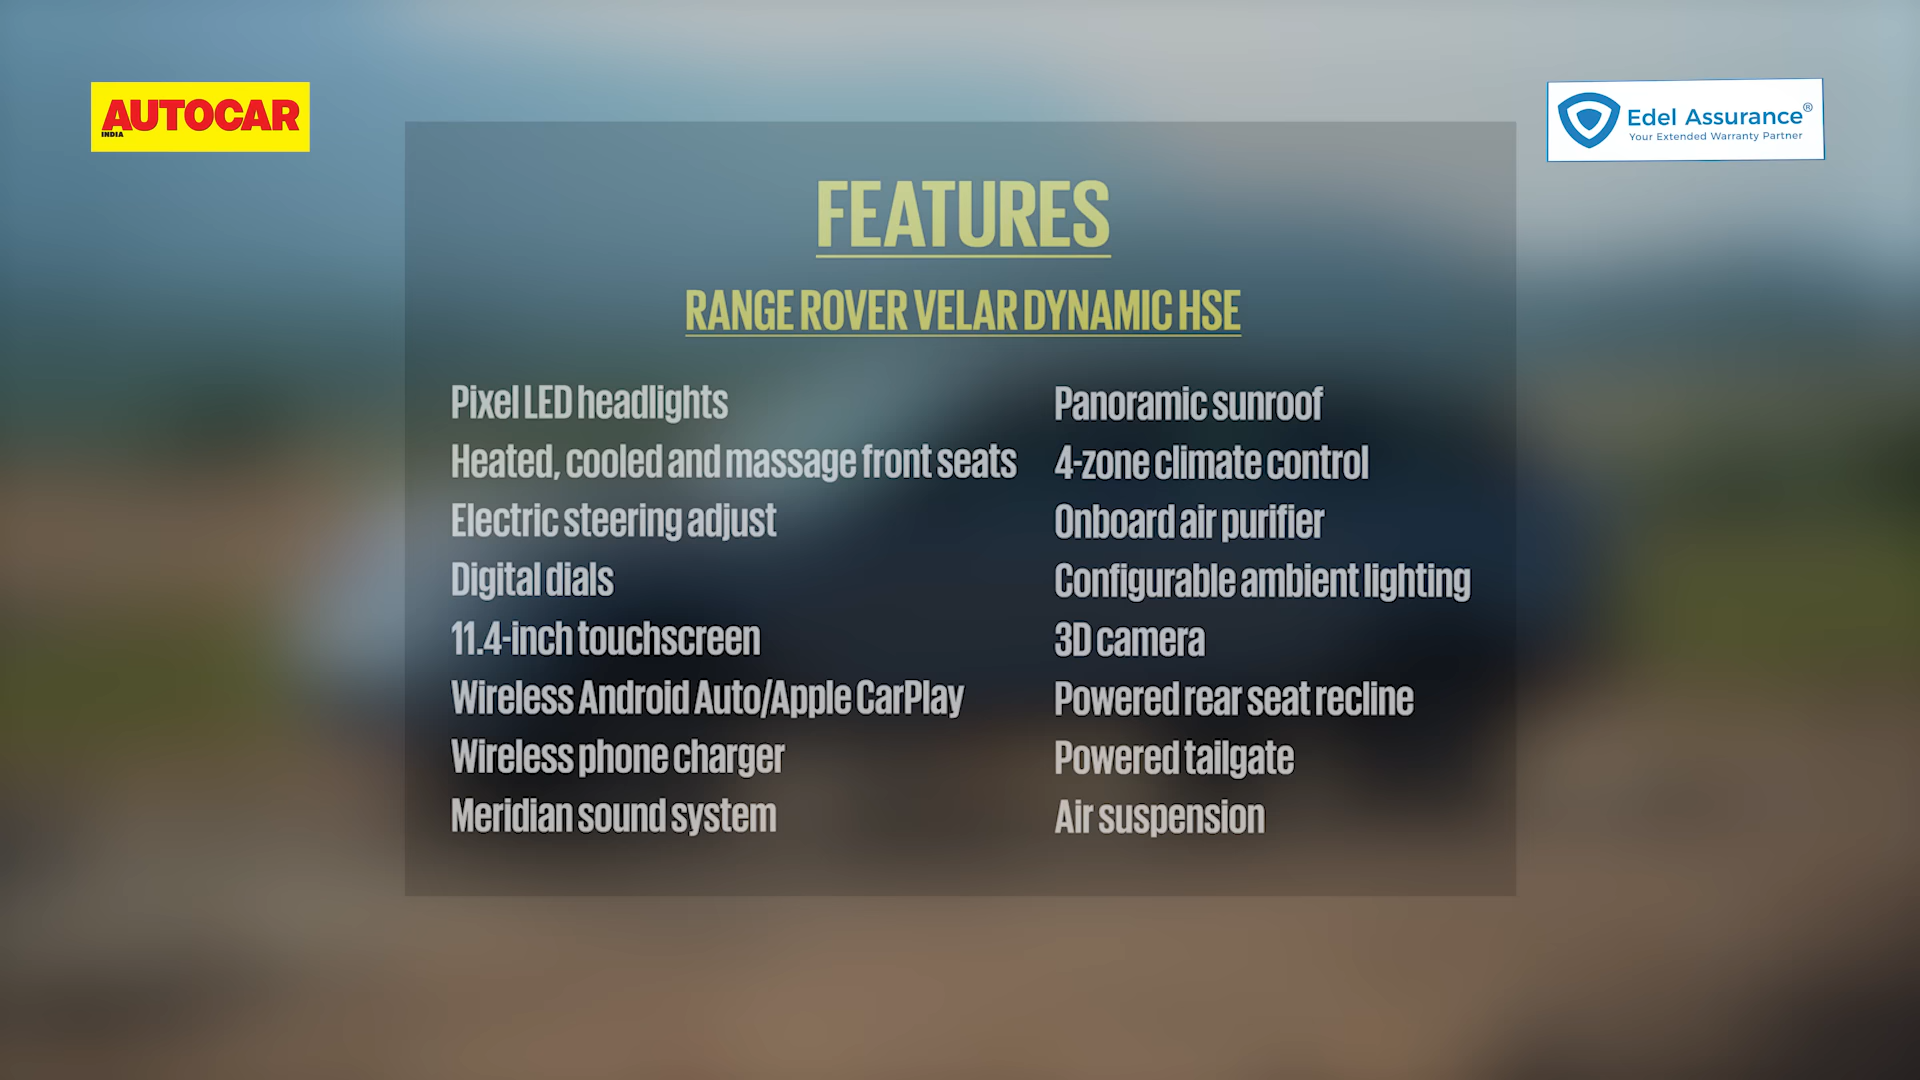 AUTOCAR
INDIA
Edel Assurance®
Your Extended Warranty Partner
FEATURES
RANGE ROVER VELAR DYNAMIC HSE
Pixel LED headlights
Heated, cooled and massage front seats
Electric steering adjust
Digital dials
11.4-inch touchscreen
Wireless Android Auto/Apple CarPlay
Wireless phone charger
Meridian sound system
Panoramic sunroof
4-zone climate control
Onboard air purifier
Configurable ambient lighting
3D camera
Powered rear seat recline
Powered tailgate
Air suspension